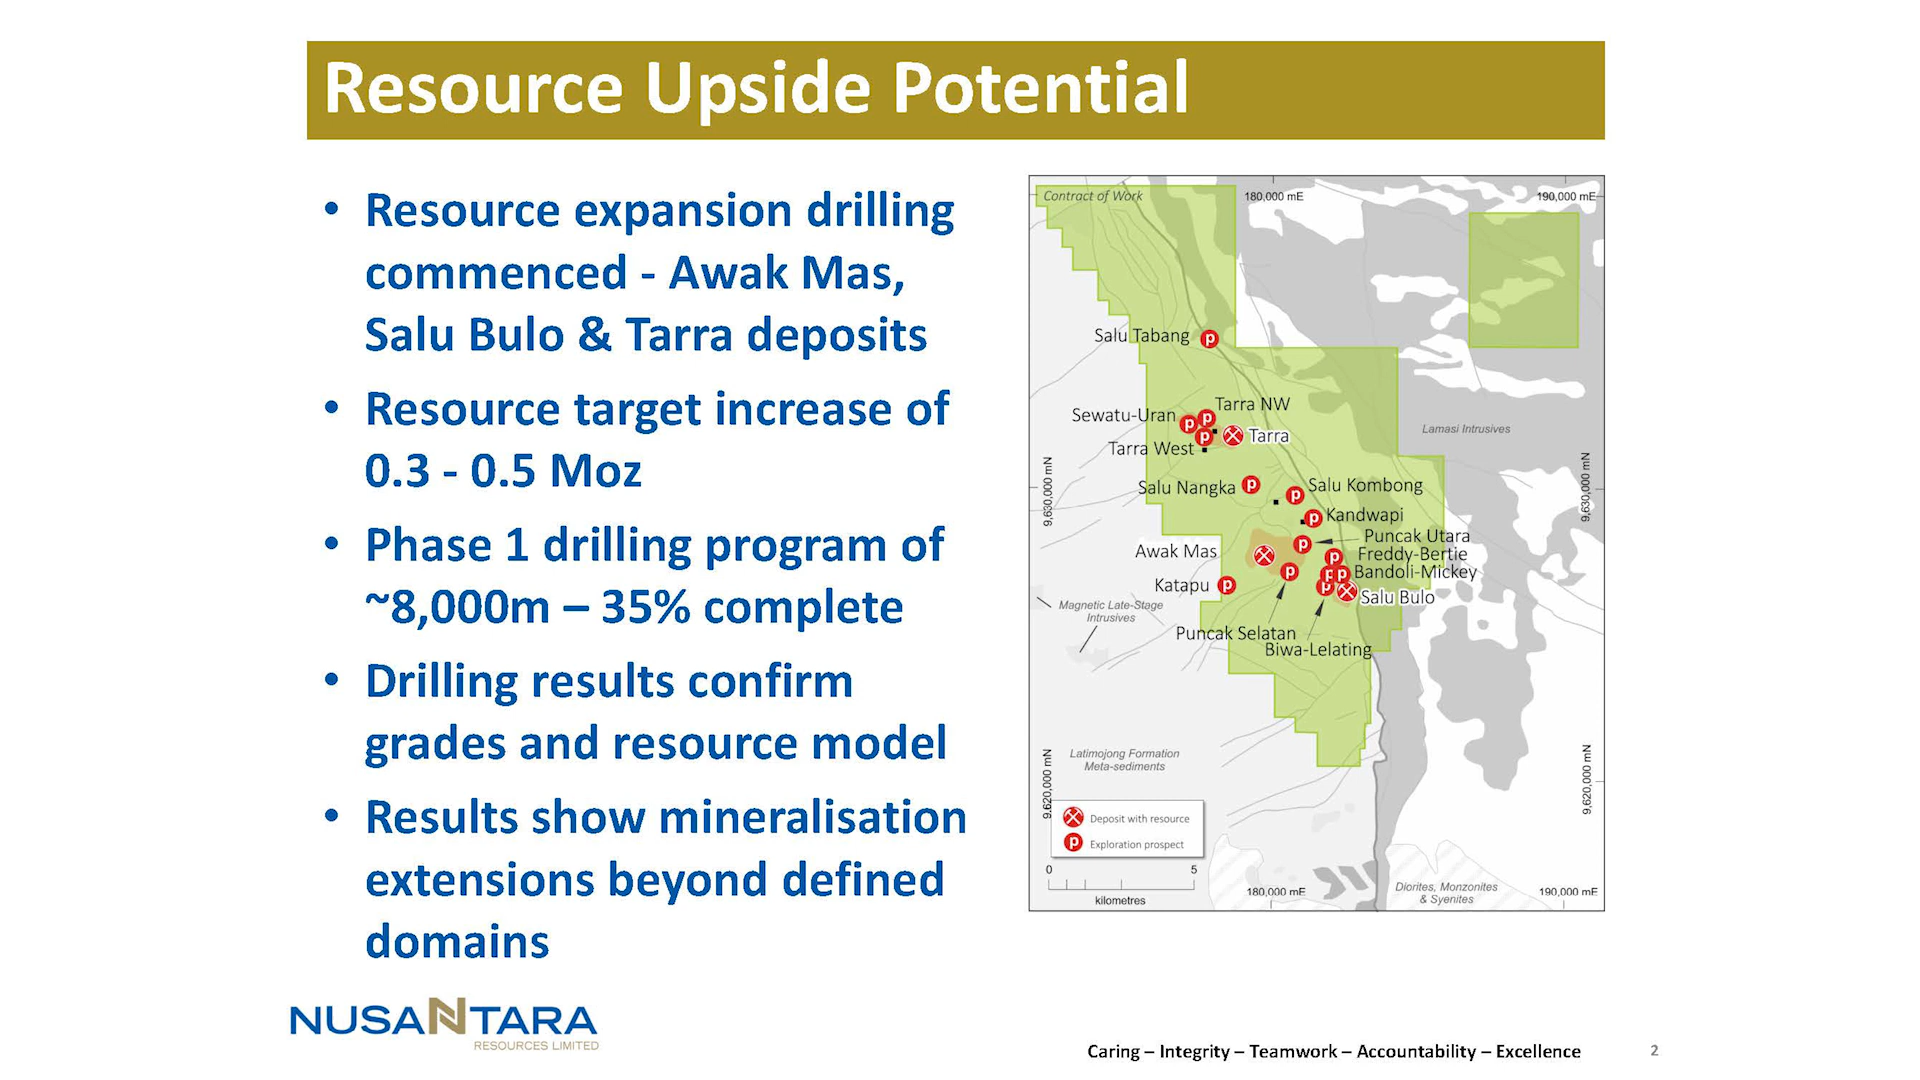 Resource Upside Potential
• Resource expansion drilling
commenced - Awak Mas,
Salu Bulo & Tarra deposits
• Resource target increase of
0.3 - 0.5 Moz
• Phase 1 drilling program of
~8,000m – 35% complete
• Drilling results confirm
grades and resource model
• Results show mineralisation
extensions beyond defined
domains
Contract of Work
180,000 mE
190,000 mE
Salu Tabang
p
Tarra NW
Sewatu-Uran
p p
p
Tarra
Tarra West
Lamasi Intrusives
9,630,000 mN
9,630,000 mN
Salu Nangka
p
p
Salu Kombong
p
Kandwapi
Puncak Utara
p
Awak Mas
p
Freddy-Bertie
p
p p
Bandoli-Mickey
Katapu
p
p
Salu Bulo
Magnetic Late-Stage
Intrusives
Puncak Selatan
Biwa-Lelating
Latimojong Formation
Meta-sediments
9,620,000 mN
9,620,000 mN
Deposit with resource
p
Exploration prospect
0
5
kilometres
180,000 mE
Diorites, Monzonites
& Syenites
190,000 mE
NUSANTARA
RESOURCES LIMITED
Caring – Integrity – Teamwork – Accountability – Excellence
2